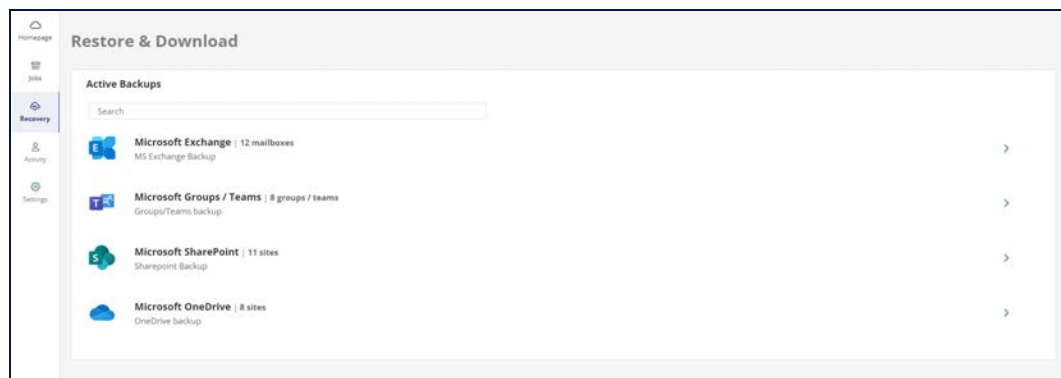 Homepage
Jobs
Recovery
Activity
Settings
Restore & Download
Active Backups
Search
Microsoft Exchange | 12 mailboxes
MS Exchange Backup
Microsoft Groups / Teams | 8 groups / teams
Groups/Teams backup
Microsoft SharePoint | 11 sites
Sharepoint Backup
Microsoft OneDrive | 8 sites
OneDrive backup